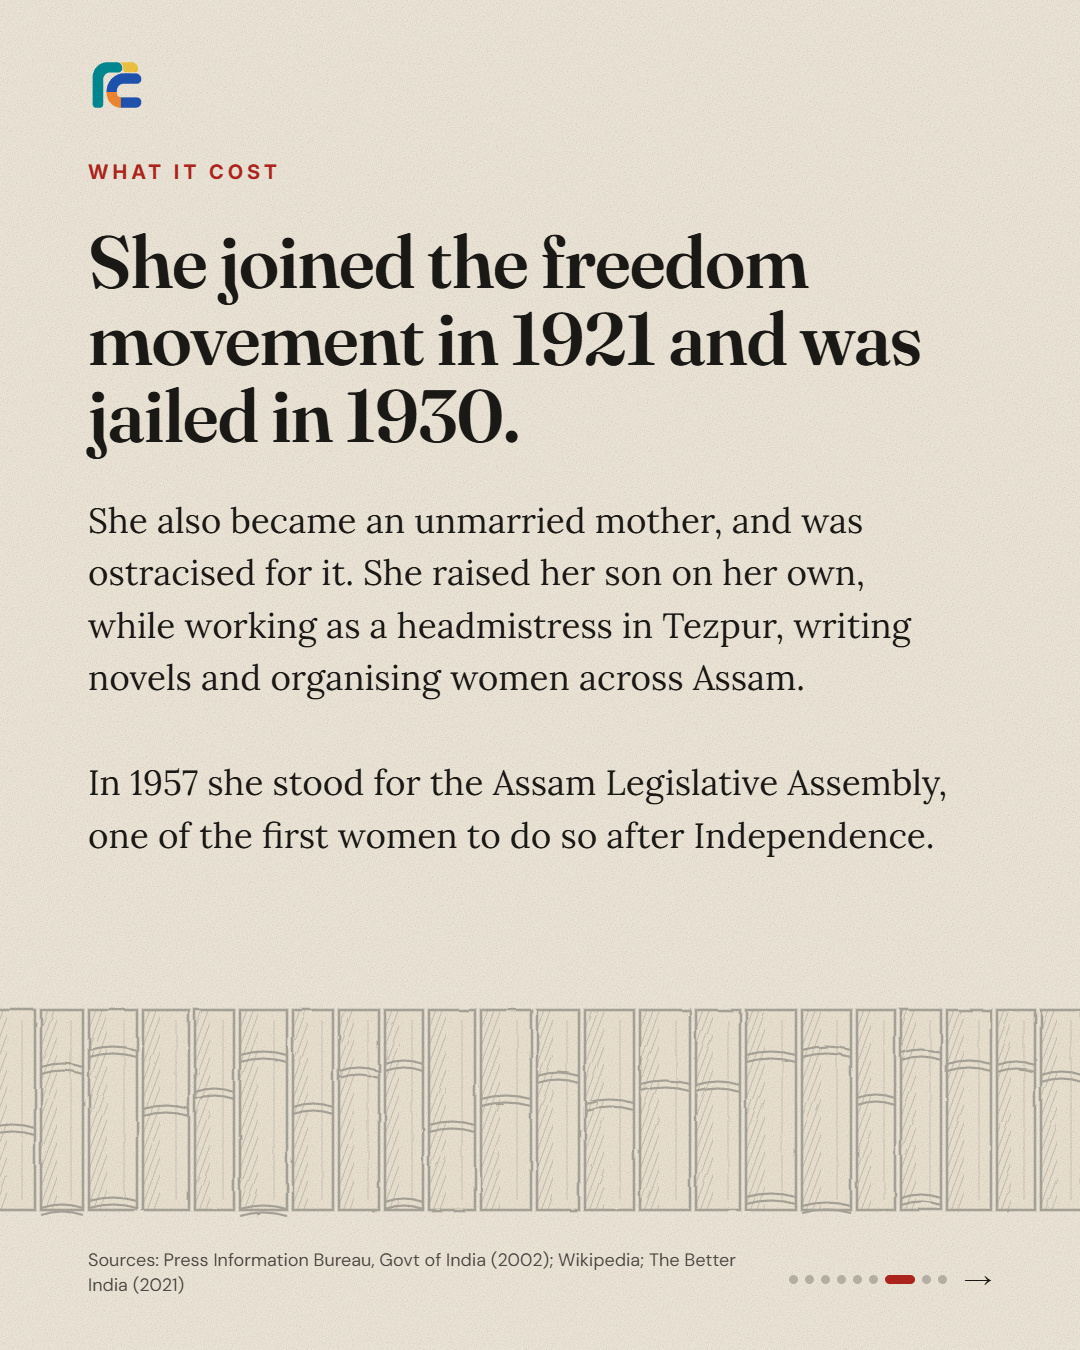 WHAT IT COST
She joined the freedom
movement in 1921 and was
jailed in 1930.
She also became an unmarried mother, and was
ostracised for it. She raised her son on her own,
while working as a headmistress in Tezpur, writing
novels and organising women across Assam.
In 1957 she stood for the Assam Legislative Assembly,
one of the first women to do so after Independence.
Sources: Press Information Bureau, Govt of India (2002); Wikipedia; The Better
India (2021)